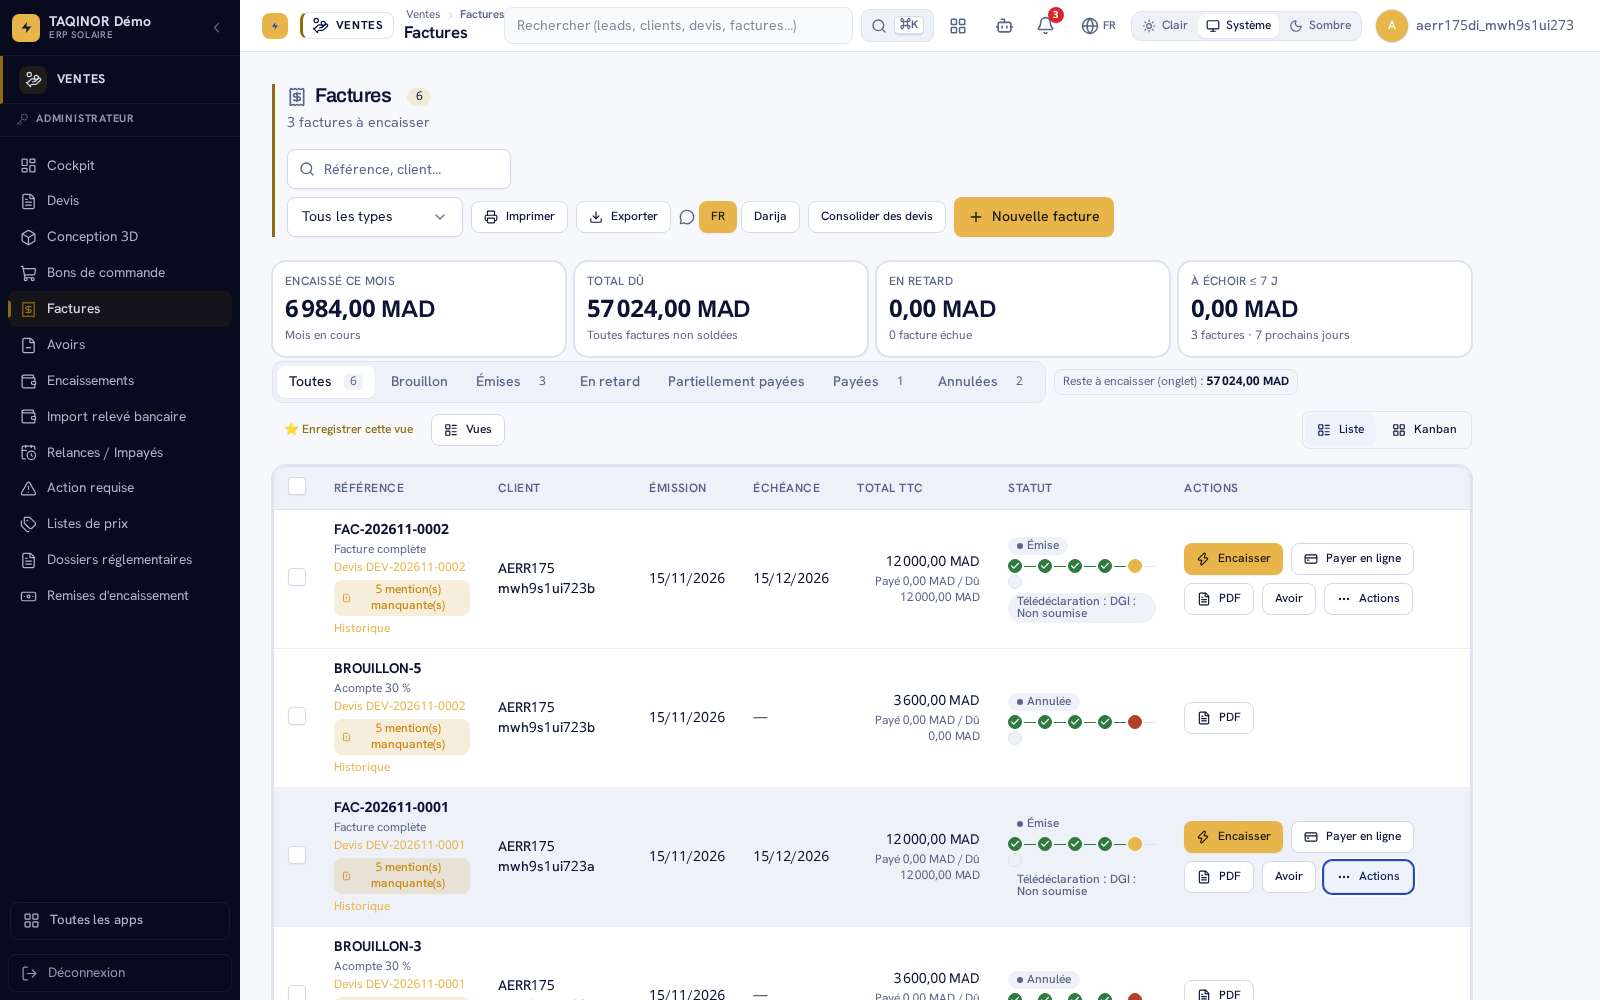 TAQINOR Démo
ERP SOLAIRE
VENTES
ADMINISTRATEUR
Cockpit
Devis
Conception 3D
Bons de commande
Factures
Avoirs
Encaissements
Import relevé bancaire
Relances / Impayés
Action requise
Listes de prix
Dossiers réglementaires
Remises d'encaissement
Toutes les apps
Déconnexion
VENTES
Ventes > Factures
Factures
Rechercher (leads, clients, devis, factures...)
⌘K
3
FR
Clair
Système
Sombre
A
aerr175di_mwh9s1ui273
Factures 6
3 factures à encaisser
Référence, client...
Tous les types
Imprimer
Exporter
FR
Darija
Consolider des devis
+ Nouvelle facture
ENCAISSÉ CE MOIS
6 984,00 MAD
Mois en cours
TOTAL DÛ
57 024,00 MAD
Toutes factures non soldées
EN RETARD
0,00 MAD
0 facture échue
À ÉCHOIR ≤ 7 J
0,00 MAD
3 factures · 7 prochains jours
Toutes 6
Brouillon
Émises 3
En retard
Partiellement payées
Payées 1
Annulées 2
Reste à encaisser (onglet) : 57 024,00 MAD
⭐ Enregistrer cette vue
Vues
Liste
Kanban
RÉFÉRENCE CLIENT ÉMISSION ÉCHÉANCE TOTAL TTC STATUT ACTIONS
FAC-202611-0002
Facture complète
Devis DEV-202611-0002
5 mention(s)
manquante(s)
Historique
AERR175
mwh9s1ui723b
15/11/2026
15/12/2026
12 000,00 MAD
Payé 0,00 MAD / Dû
12 000,00 MAD
Émise
Télédéclaration : DGI :
Non soumise
Encaisser
Payer en ligne
PDF
Avoir
Actions
BROUILLON-5
Acompte 30 %
Devis DEV-202611-0002
5 mention(s)
manquante(s)
Historique
AERR175
mwh9s1ui723b
15/11/2026
—
3 600,00 MAD
Payé 0,00 MAD / Dû
0,00 MAD
Annulée
PDF
FAC-202611-0001
Facture complète
Devis DEV-202611-0001
5 mention(s)
manquante(s)
Historique
AERR175
mwh9s1ui723a
15/11/2026
15/12/2026
12 000,00 MAD
Payé 0,00 MAD / Dû
12 000,00 MAD
Émise
Télédéclaration : DGI :
Non soumise
Encaisser
Payer en ligne
PDF
Avoir
Actions
BROUILLON-3
Acompte 30 %
Devis DEV-202611-0001
AERR175
15/11/2026
—
3 600,00 MAD
Payé 0,00 MAD / Dû
Annulée
PDF